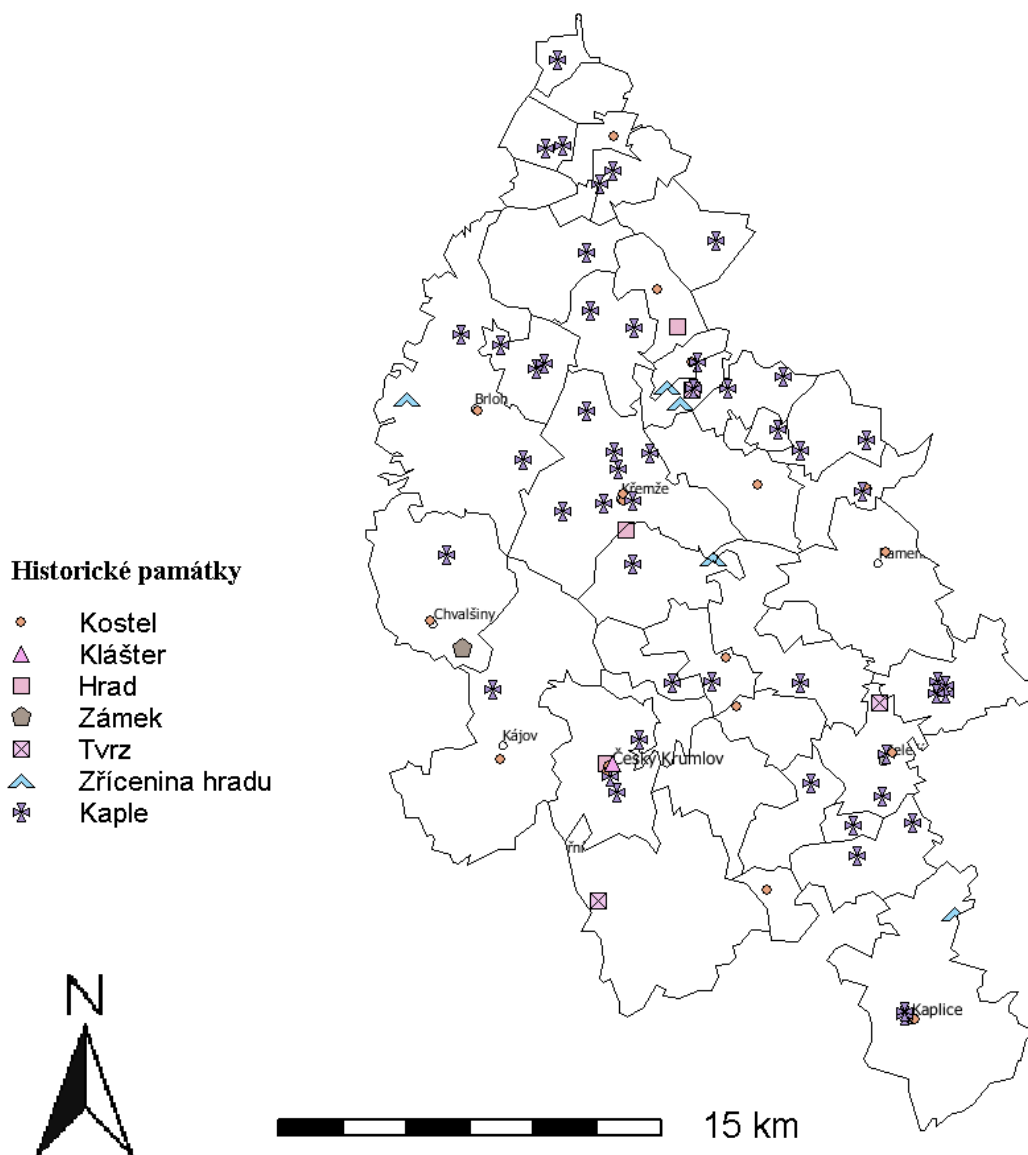 Brloh
Křemže
Historické památky
Kostel
Klášter
Hrad
Zámek
Tvrz
Zřícenina hradu
Kaple
Chvalšiny
Kájov
Český Krumlov
Kaplice
N
15 km